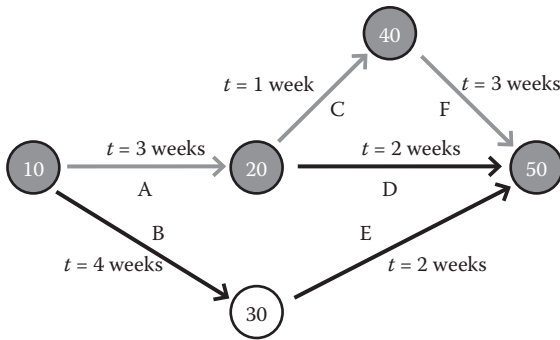 40
t = 1 week
t = 3 weeks
C
F
t = 3 weeks
t = 2 weeks
10
20
50
A
D
B
E
t = 4 weeks
t = 2 weeks
30